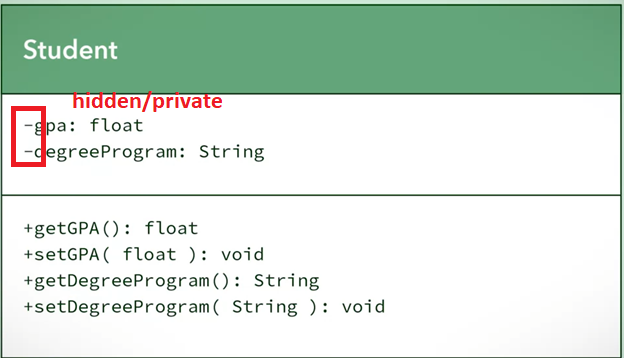 Student
hidden/private
-gpa: float
-degreeProgram: String
+getGPA(): float
+setGPA( float ): void
+getDegreeProgram(): String
+setDegreeProgram( String ): void